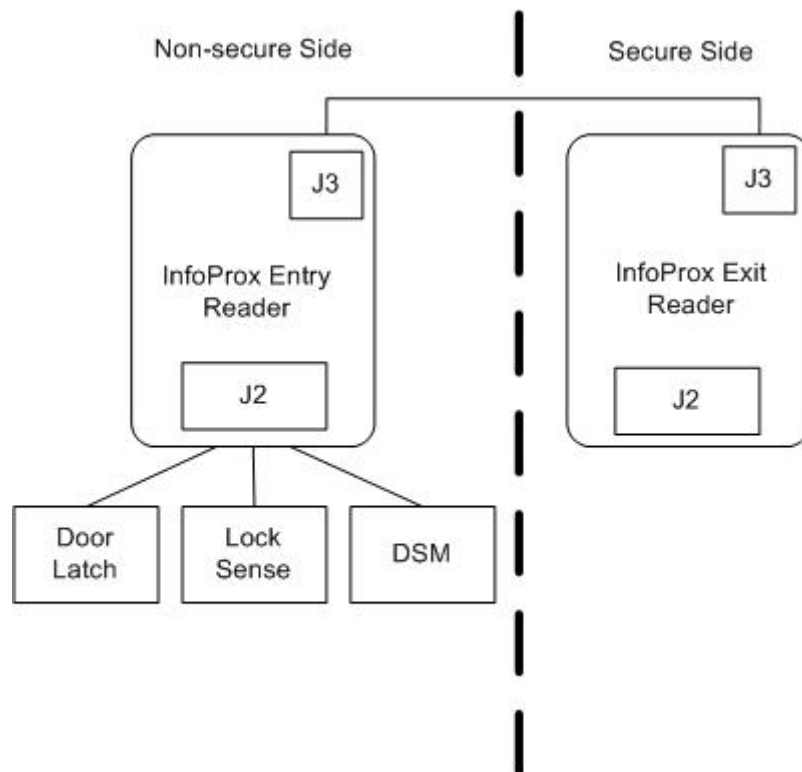 Non-secure Side
Secure Side
J3
J3
InfoProx Entry
Reader
InfoProx Exit
Reader
J2
J2
Door
Latch
Lock
Sense
DSM